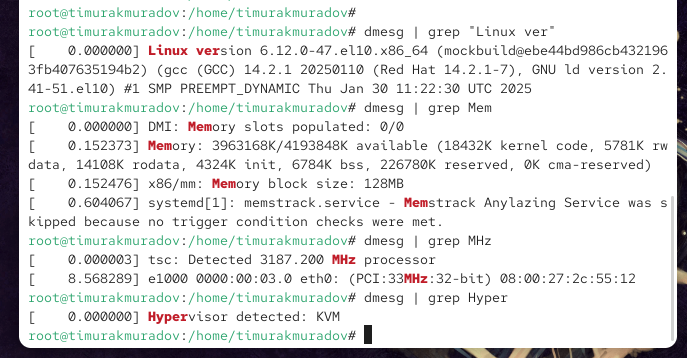 root@timurakmuradov:/home/timurakmuradov#
root@timurakmuradov:/home/timurakmuradov# dmesg | grep "Linux ver"
[    0.000000] Linux version 6.12.0-47.el10.x86_64 (mockbuild@ebe44bd986cb432196
3fb407635194b2) (gcc (GCC) 14.2.1 20250110 (Red Hat 14.2.1-7), GNU ld version 2.
41-51.el10) #1 SMP PREEMPT_DYNAMIC Thu Jan 30 11:22:30 UTC 2025
root@timurakmuradov:/home/timurakmuradov# dmesg | grep Mem
[    0.000000] DMI: Memory slots populated: 0/0
[    0.152373] Memory: 3963168K/4193848K available (18432K kernel code, 5781K rw
data, 14108K rodata, 4324K init, 6784K bss, 226780K reserved, 0K cma-reserved)
[    0.152476] x86/mm: Memory block size: 128MB
[    0.604067] systemd[1]: memstrack.service - Memstrack Anylazing Service was s
kipped because no trigger condition checks were met.
root@timurakmuradov:/home/timurakmuradov# dmesg | grep MHz
[    0.000003] tsc: Detected 3187.200 MHz processor
[    8.568289] e1000 0000:00:03.0 eth0: (PCI:33MHz:32-bit) 08:00:27:2c:55:12
root@timurakmuradov:/home/timurakmuradov# dmesg | grep Hyper
[    0.000000] Hypervisor detected: KVM
root@timurakmuradov:/home/timurakmuradov#